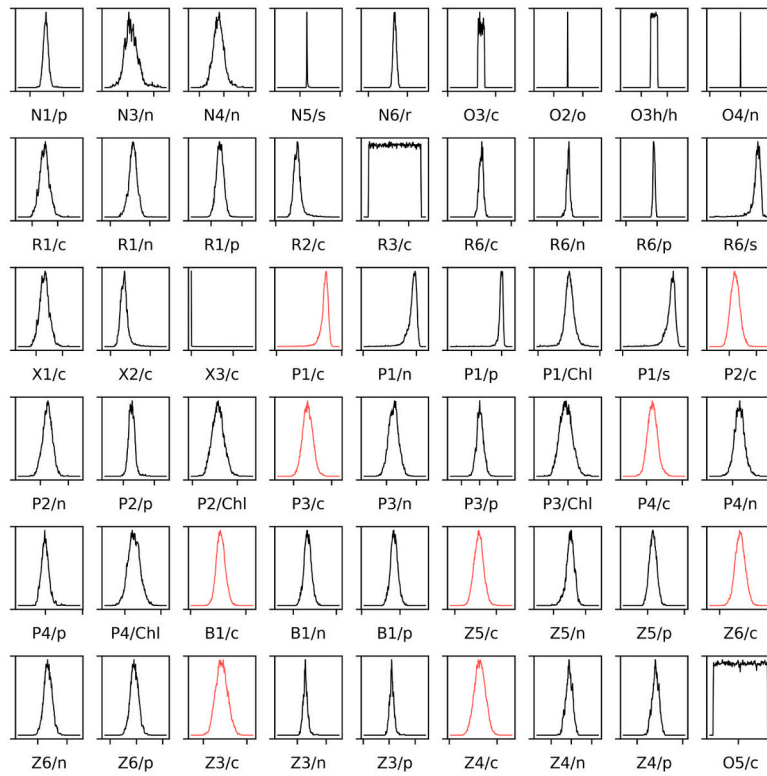 N1/p N3/n N4/n N5/s N6/r O3/c O2/o O3h/h O4/n
R1/c R1/n R1/p R2/c R3/c R6/c R6/n R6/p R6/s
X1/c X2/c X3/c P1/c P1/n P1/p P1/Chl P1/s P2/c
P2/n P2/p P2/Chl P3/c P3/n P3/p P3/Chl P4/c P4/n
P4/p P4/Chl B1/c B1/n B1/p Z5/c Z5/n Z5/p Z6/c
Z6/n Z6/p Z3/c Z3/n Z3/p Z4/c Z4/n Z4/p O5/c